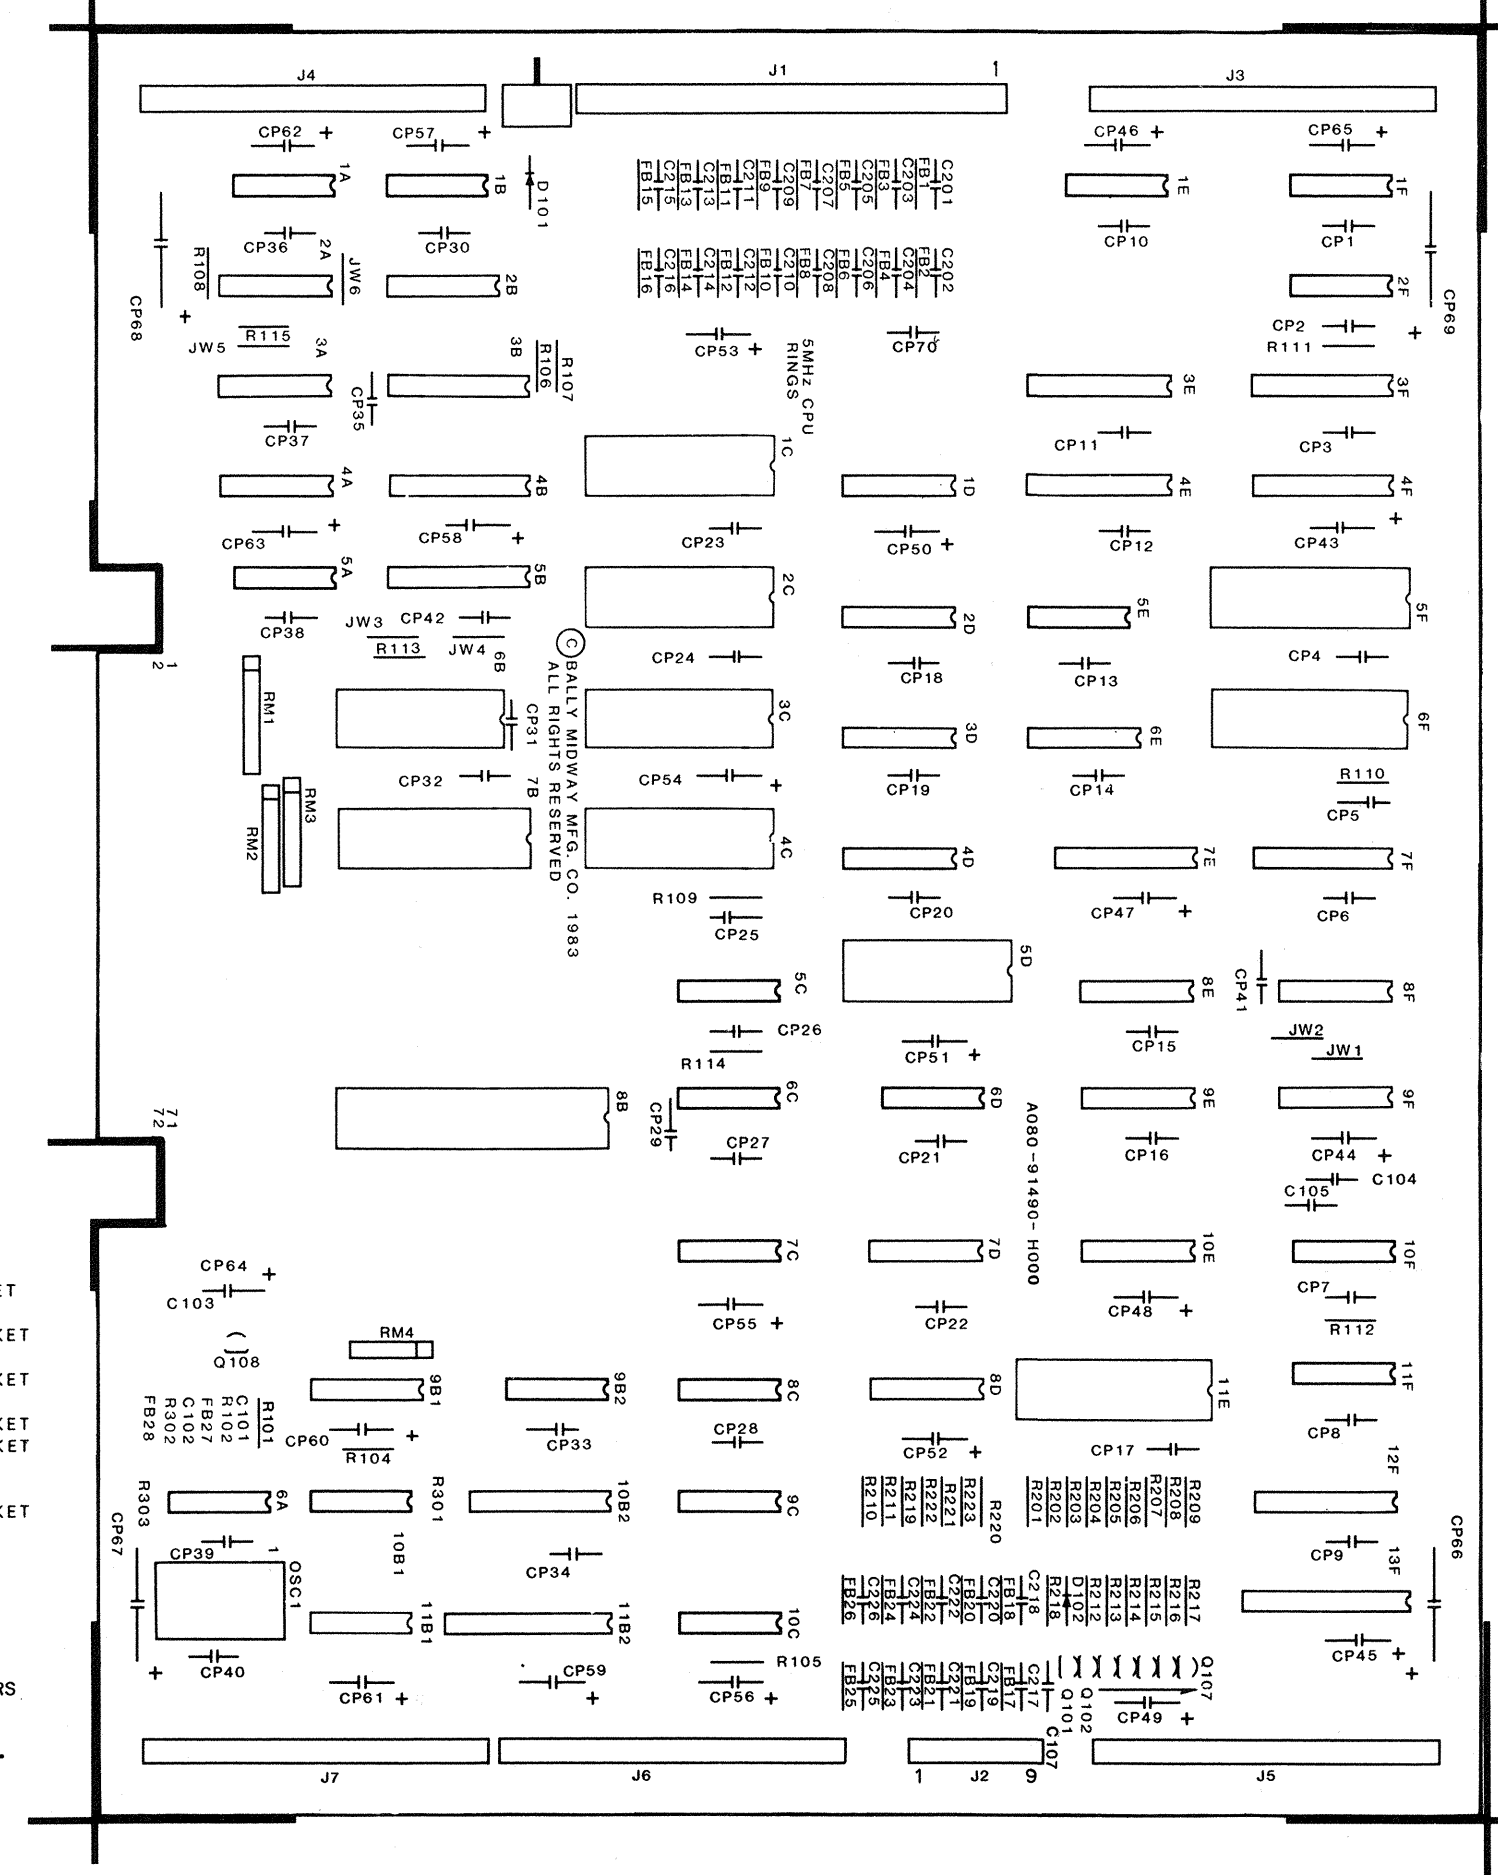 J4
J1
1
J3
CP62 +
CP57 +
CP46 +
CP65 +
1A
1B
D101
FB15
C215
FB13
C213
FB11
C211
FB9
C209
FB7
C207
FB5
C205
FB3
C203
FB1
C201
1E
1F
CP36
2A
CP30
CP10
CP1
R108
JW6
2B
FB16
C216
FB14
C214
FB12
C212
FB10
C210
FB8
C208
FB6
C206
FB4
C204
FB2
C202
2F
CP68
+
CP69
+
R115
JW5
3A
3B
R106
R107
CP53 +
5MHz CPU
RINGS
CP70
CP2
R111
CP35
3E
3F
CP37
1C
CP11
CP3
4A
4B
1D
4E
4F
CP63 +
CP58 +
CP23
CP50 +
CP12
CP43 +
5A
5B
2C
5E
5F
CP38
JW3
CP42
R113
JW4
6B
2D
CP24
CP18
CP13
CP4
1
2
© BALLY MIDWAY MFG. CO. 1983
ALL RIGHTS RESERVED
RM1
CP31
3C
3D
6E
6F
CP32
7B
CP54 +
CP19
CP14
R110
CP5
RM3
RM2
4C
4D
7E
7F
R109
CP25
CP20
CP47 +
CP6
5D
5C
8E
CP41
8F
CP26
R114
CP51 +
CP15
JW2
JW1
8B
CP29
6C
6D
9E
9F
71
72
CP27
CP21
A080-91490-H000
CP16
CP44 +
C104
C105
7C
7D
10E
10F
CP64 +
C103
CP55 +
CP22
CP48 +
CP7
R112
ET
KET
KET
KET
KET
KET
RS
Q108
RM4
9B1
9B2
8C
8D
11E
11F
FB28
R302
C102
FB27
R102
C101
R101
CP60 +
R104
CP33
CP28
CP52 +
CP17
CP8
12F
R303
6A
R301
10B2
9C
R210
R211
R219
R222
R221
R223
R220
R201
R202
R203
R204
R205
R206
R207
R208
R209
CP67
CP39
1
OSC1
10B1
CP34
CP9
13F
CP66
FB26
C226
FB24
C224
FB22
C222
FB20
C220
FB18
C218
R218
D102
R212
R213
R214
R215
R216
R217
11B1
11B2
10C
CP40
+
CP61 +
CP59
+
R105
CP56 +
FB25
C225
FB23
C223
FB21
C221
FB19
C219
FB17
C217
Q101
Q102
Q107
CP49 +
CP45 +
+
C107
J7
J6
1
J2
9
J5